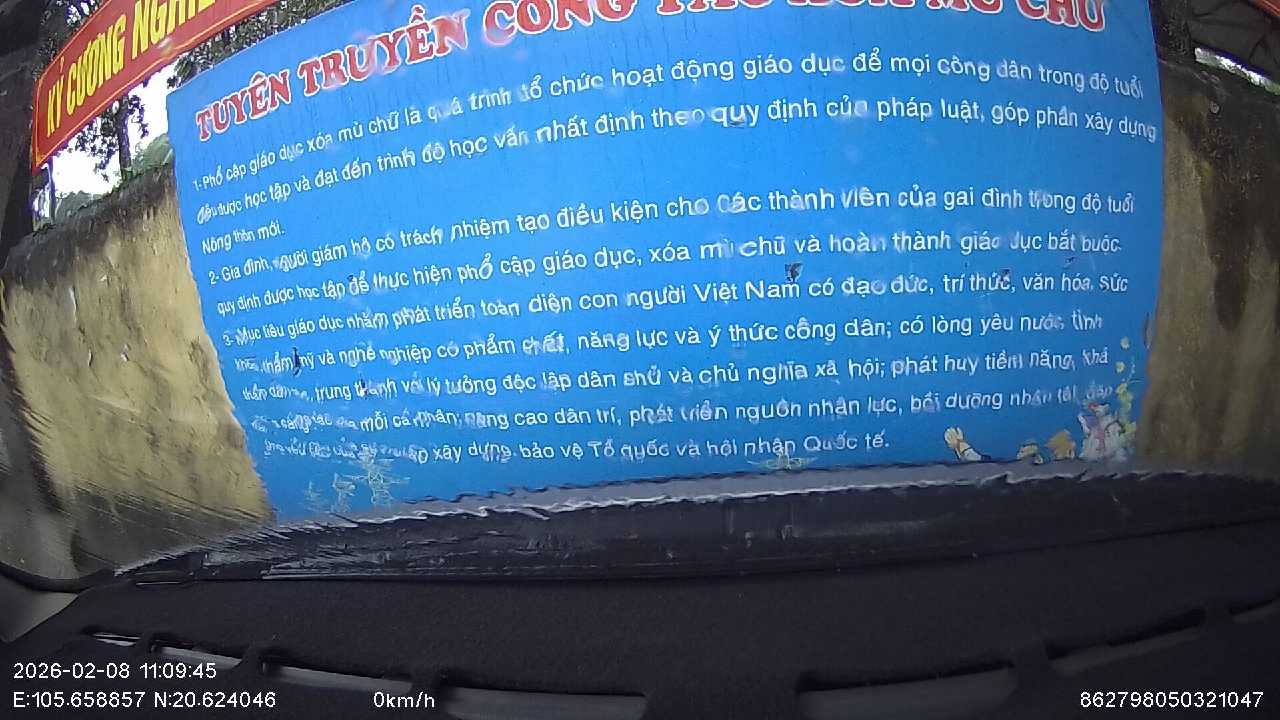 KỶ CƯƠNG NGHIÊ
TUYÊN TRUYỀN CÔNG TÁC XÓA MÙ CHỮ
1- Phổ cập giáo dục xóa mù chữ là quá trình tổ chức hoạt động giáo dục để mọi công dân trong độ tuổi
đều được học tập và đạt đến trình độ học vấn nhất định theo quy định của pháp luật, góp phần xây dựng
Nông thôn mới.
2- Gia đình, người giám hộ có trách nhiệm tạo điều kiện cho các thành viên của gai đình trong độ tuổi
quy định được học tập để thực hiện phổ cập giáo dục, xóa mù chữ và hoàn thành giáo dục bắt buộc.
3- Mục tiêu giáo dục nhằm phát triển toàn diện con người Việt Nam có đạo đức, trí thức, văn hóa, sức
thẩm mỹ và nghề nghiệp có phẩm chất, năng lực và ý thức công dân; có lòng yêu nước, tình
trung thành với lý tưởng độc lập dân chủ và chủ nghĩa xã hội; phát huy tiềm năng, khả
mỗi cá nhân; nâng cao dân trí, phát triển nguồn nhân lực, bồi dưỡng nhân tài, đáp
xây dựng, bảo vệ Tổ quốc và hội nhập Quốc tế.
2026-02-08 11:09:45
E:105.658857 N:20.624046 0km/h 862798050321047